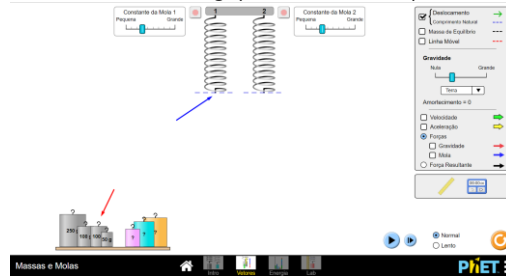 Constante da Mola 1
Pequena Grande
1
2
Constante da Mola 2
Pequena Grande
Deslocamento
Comprimento Natural
Massa de Equilíbrio
Linha Móvel
Gravidade
Nula Grande
Terra
Amortecimento = 0
Velocidade
Aceleração
Forças
Gravidade
Mola
Força Resultante
?
?
?
?
250 g
100 g
100 g
50 g
?
?
?
Normal
Lento
Massas e Molas
Intro
Vetores
Energia
Lab
PhET